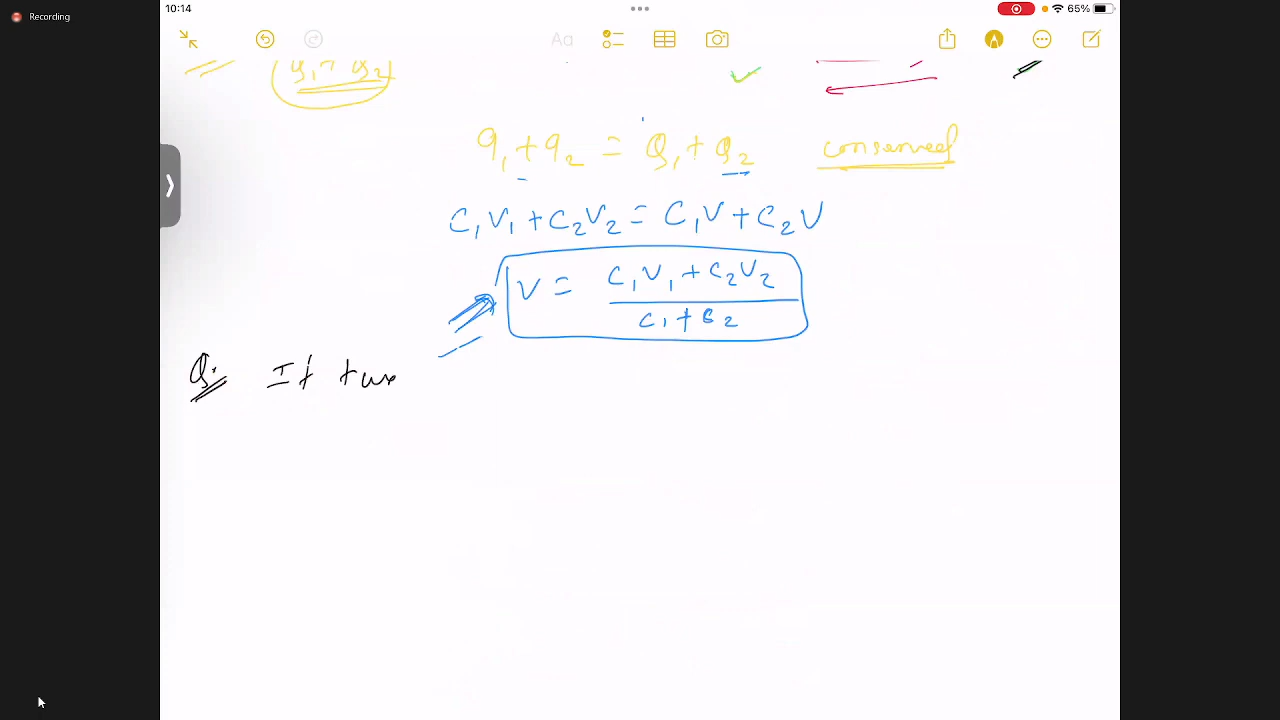 Recording
10:14
65%
Aa
q₁ + q₂ = Q₁ + Q₂ conserved
C₁V₁ + C₂V₂ = C₁V + C₂V
V = (C₁V₁ + C₂V₂) / (C₁ + C₂)
Q. If two